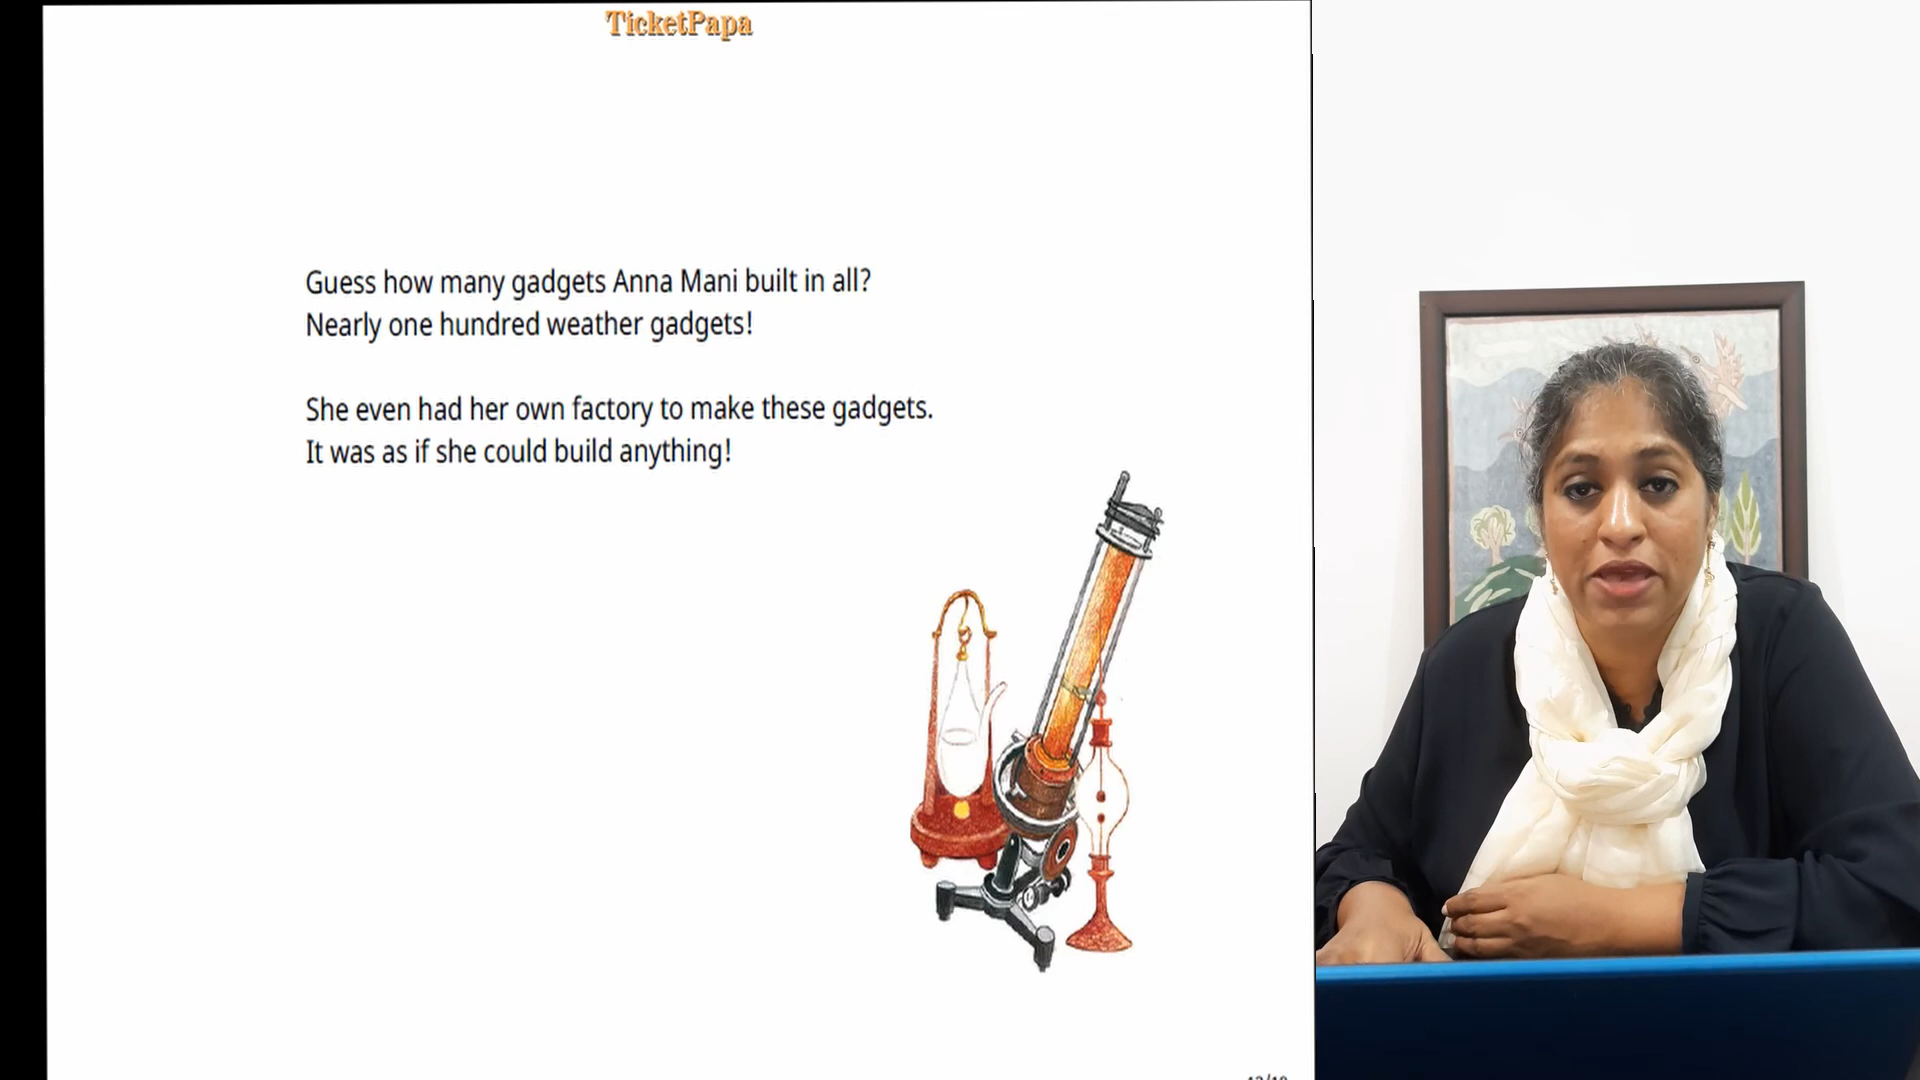 TicketPapa
Guess how many gadgets Anna Mani built in all?
Nearly one hundred weather gadgets!
She even had her own factory to make these gadgets.
It was as if she could build anything!